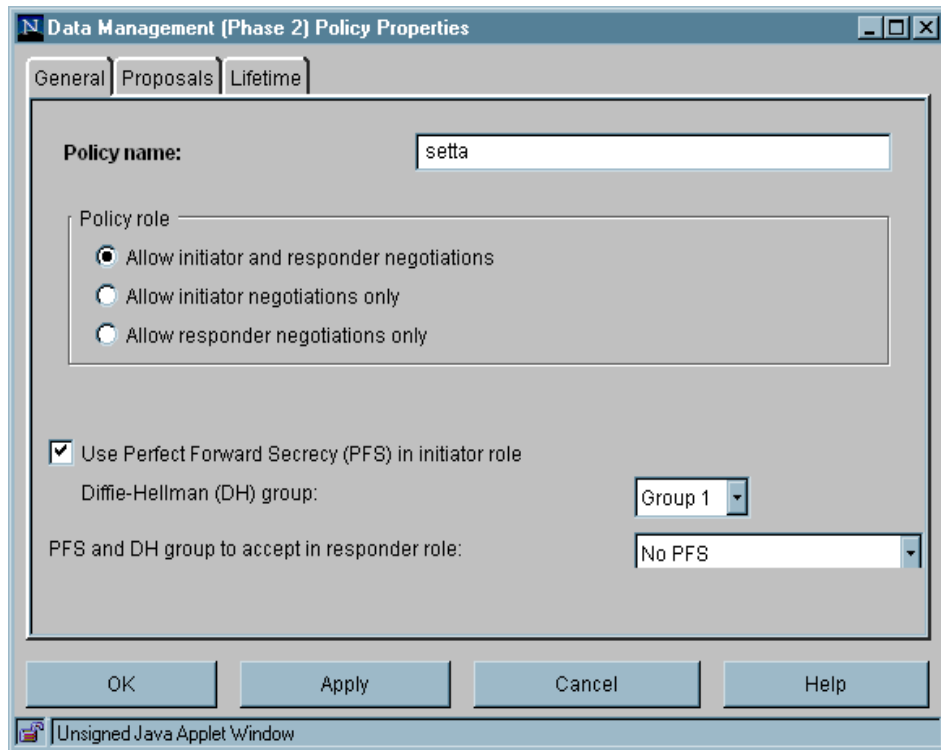 N Data Management (Phase 2) Policy Properties
General Proposals Lifetime
Policy name: setta
Policy role
Allow initiator and responder negotiations
Allow initiator negotiations only
Allow responder negotiations only
Use Perfect Forward Secrecy (PFS) in initiator role
Diffie-Hellman (DH) group: Group 1
PFS and DH group to accept in responder role: No PFS
OK Apply Cancel Help
Unsigned Java Applet Window